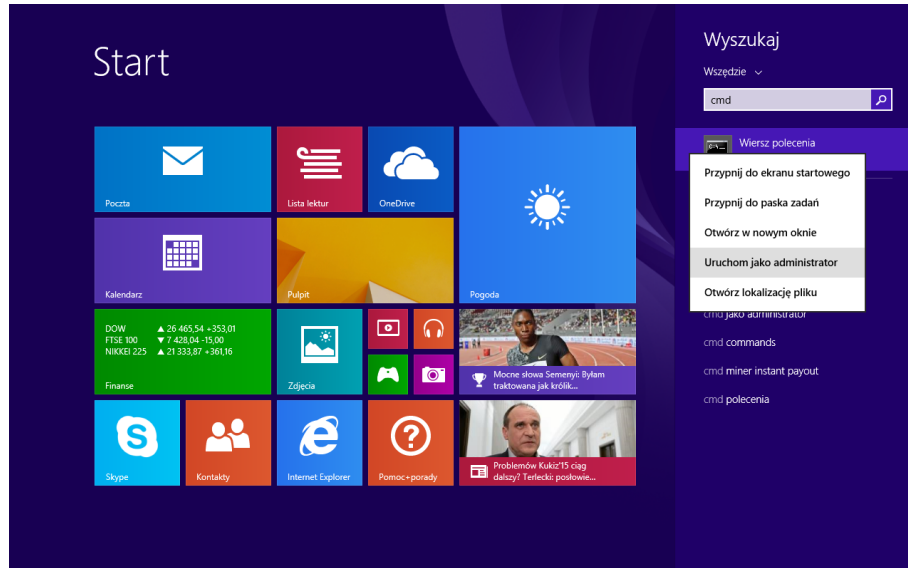 Start
Poczta
Lista lektur
OneDrive
Kalendarz
Pulpit
Pogoda
DOW ▲ 26 465,54 +353,01
FTSE 100 ▼ 7 428,04 -15,00
NIKKEI 225 ▲ 21 333,87 +361,16
Finanse
Zdjęcia
Mocne słowa Semenyi: Byłam
traktowana jak królik...
Skype
Kontakty
Internet Explorer
Pomoc+porady
Problemów Kukiz'15 ciąg
dalszy? Terlecki: posłowie...
Wyszukaj
Wszędzie
cmd
Wiersz polecenia
Przypnij do ekranu startowego
Przypnij do paska zadań
Otwórz w nowym oknie
Uruchom jako administrator
Otwórz lokalizację pliku
cmd jako administrator
cmd commands
cmd miner instant payout
cmd polecenia